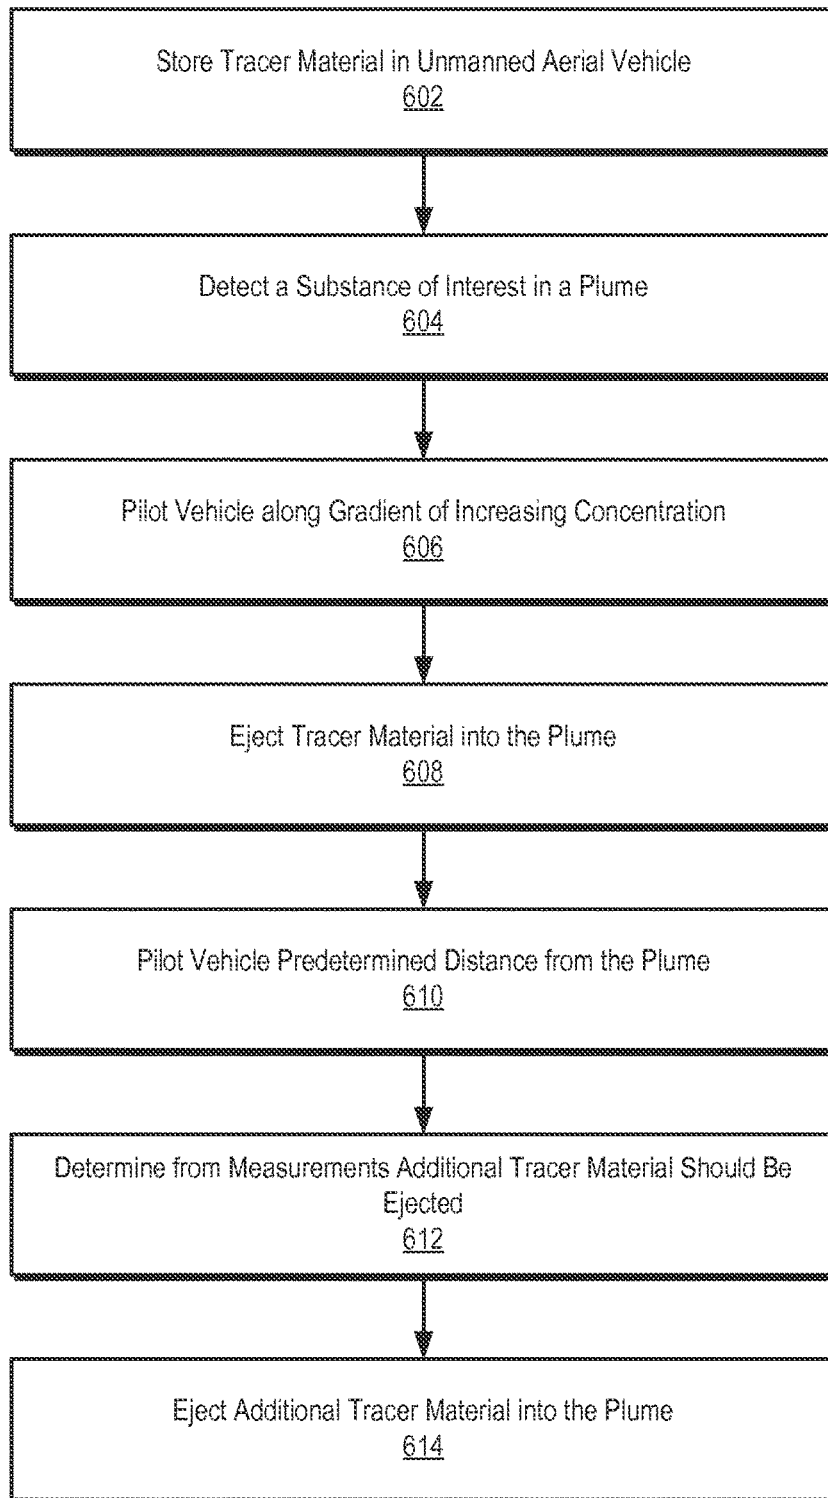 Store Tracer Material in Unmanned Aerial Vehicle
602
Detect a Substance of Interest in a Plume
604
Pilot Vehicle along Gradient of Increasing Concentration
606
Eject Tracer Material into the Plume
608
Pilot Vehicle Predetermined Distance from the Plume
610
Determine from Measurements Additional Tracer Material Should Be
Ejected
612
Eject Additional Tracer Material into the Plume
614